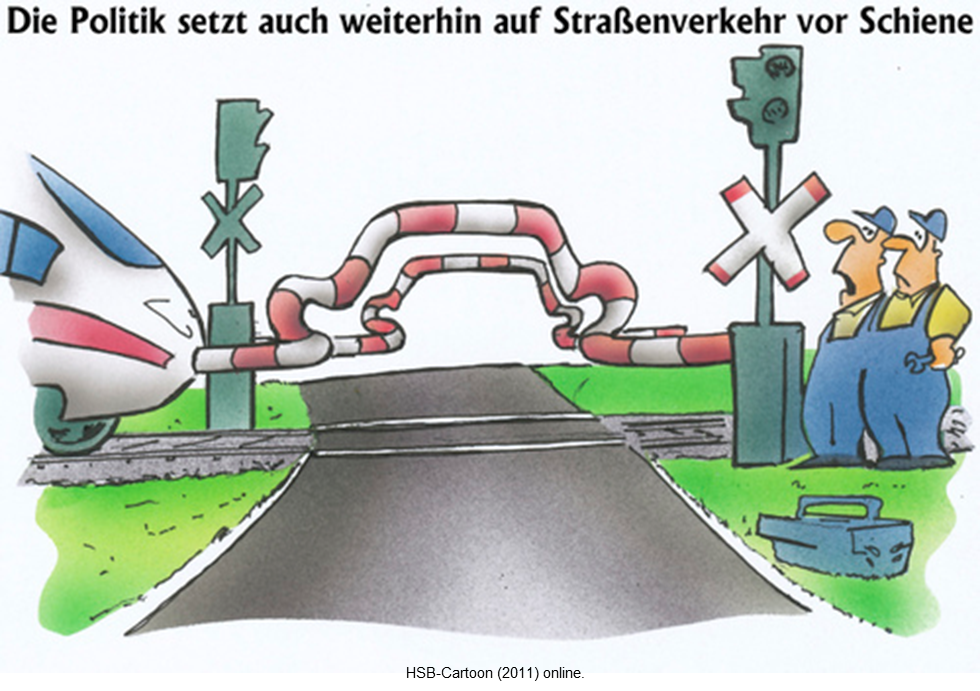 Die Politik setzt auch weiterhin auf Straßenverkehr vor Schiene
HSB-Cartoon (2011) online.